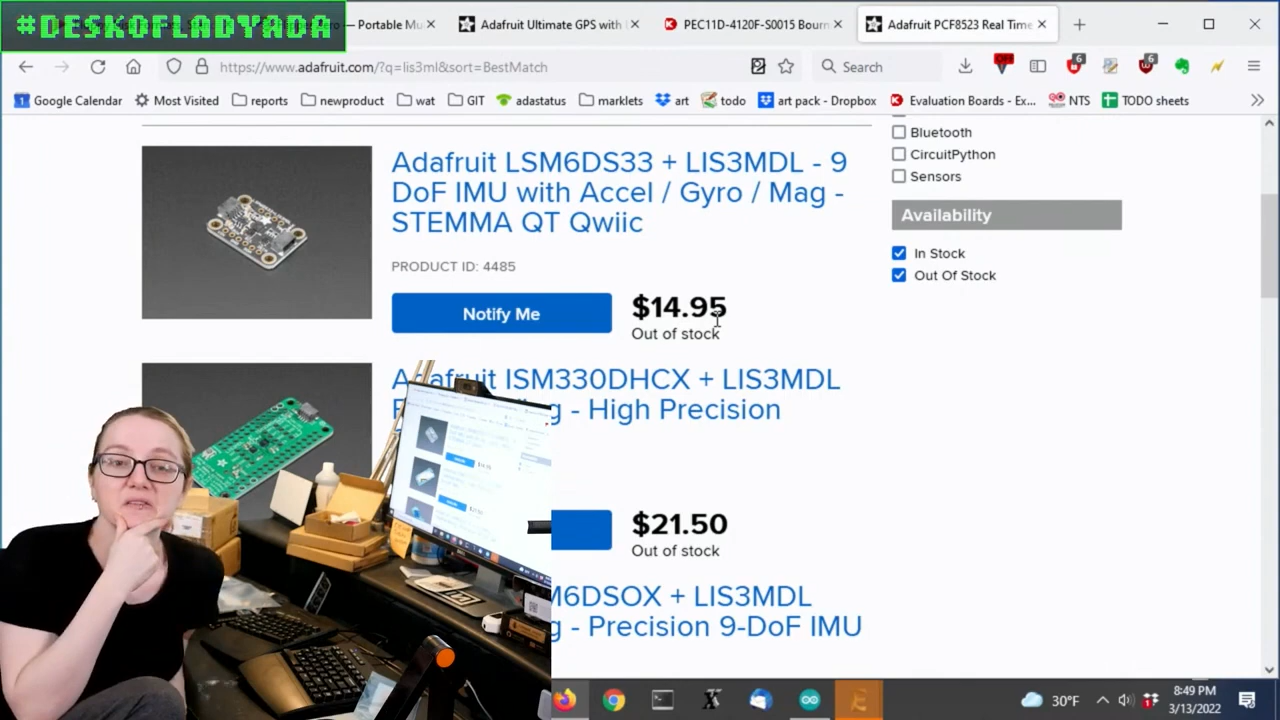 #DESKOFLADYADA
Portable Mu
Adafruit Ultimate GPS with
PEC11D-4120F-S0015 Bourn
Adafruit PCF8523 Real Time
https://www.adafruit.com/?q=lis3ml&sort=BestMatch
Search
OFF
6
6
Google Calendar
Most Visited
reports
newproduct
wat
GIT
adastatus
marklets
art
todo
art pack - Dropbox
Evaluation Boards - Ex...
NTS
TODO sheets
Bluetooth
CircuitPython
Sensors
Availability
In Stock
Out Of Stock
Adafruit LSM6DS33 + LIS3MDL - 9
DoF IMU with Accel / Gyro / Mag -
STEMMA QT Qwiic
PRODUCT ID: 4485
Notify Me
$14.95
Out of stock
Adafruit ISM330DHCX + LIS3MDL
- High Precision
$21.50
Out of stock
M6DSOX + LIS3MDL
- Precision 9-DoF IMU
30°F
8:49 PM
3/13/2022